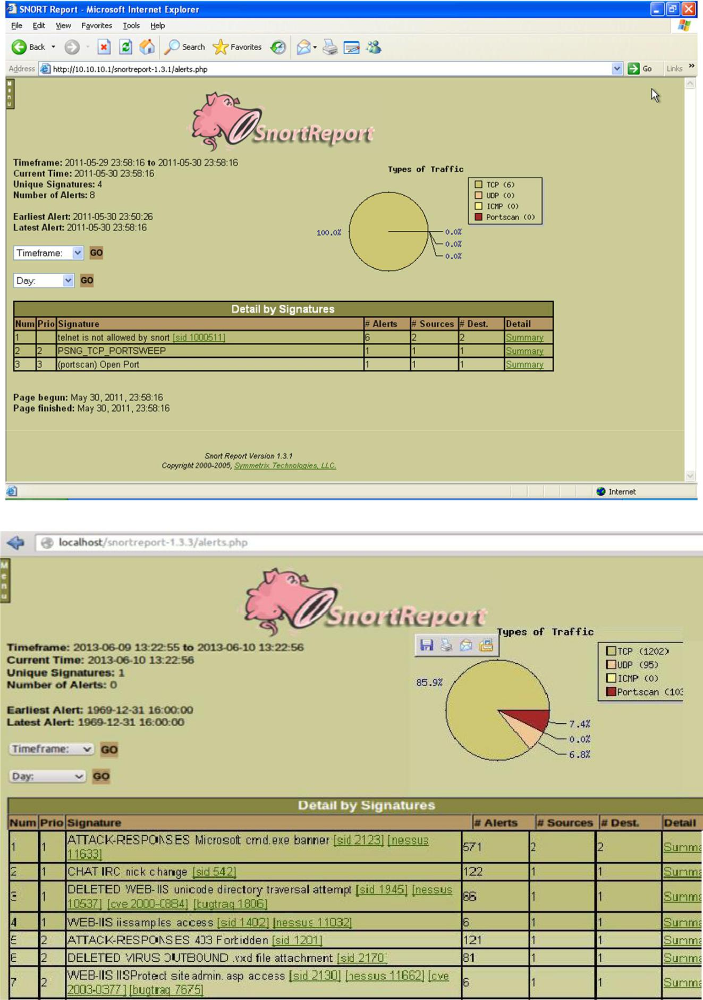 SNORT Report - Microsoft Internet Explorer
File Edit View Favorites Tools Help
Back Search Favorites
Address http://10.10.10.1/snortreport-1.3.1/alerts.php Go Links »
Menu
SnortReport
Timeframe: 2011-05-29 23:58:16 to 2011-05-30 23:58:16
Current Time: 2011-05-30 23:58:16
Unique Signatures: 4
Number of Alerts: 8
Earliest Alert: 2011-05-30 23:50:26
Latest Alert: 2011-05-30 23:58:16
Timeframe: GO
Day: GO
Types of Traffic
TCP (6)
UDP (0)
ICMP (0)
Portscan (0)
100.0%
0.0%
0.0%
0.0%
Detail by Signatures
Num Prio Signature # Alerts # Sources # Dest. Detail
1 telnet is not allowed by snort [sid 1000511] 6 2 2 Summary
2 2 PSNG_TCP_PORTSWEEP 1 1 1 Summary
3 3 (portscan) Open Port 1 1 1 Summary
Page begun: May 30, 2011, 23:58:16
Page finished: May 30, 2011, 23:58:16
Snort Report Version 1.3.1
Copyright 2000-2005, Symmetrix Technologies, LLC.
Internet
localhost/snortreport-1.3.3/alerts.php
Menu
SnortReport
Timeframe: 2013-06-09 13:22:55 to 2013-06-10 13:22:56
Current Time: 2013-06-10 13:22:56
Unique Signatures: 1
Number of Alerts: 0
Earliest Alert: 1969-12-31 16:00:00
Latest Alert: 1969-12-31 16:00:00
Timeframe: GO
Day: GO
Types of Traffic
TCP (1202)
UDP (95)
ICMP (0)
Portscan (103
85.9%
7.4%
0.0%
6.8%
Detail by Signatures
Num Prio Signature # Alerts # Sources # Dest. Detail
1 1 ATTACK-RESPONSES Microsoft cmd.exe banner [sid 2123] [nessus
11633] 571 2 2 Summa
2 1 CHAT IRC nick change [sid 542] 122 1 1 Summa
3 1 DELETED WEB-IIS unicode directory traversal attempt [sid 1945] [nessus
10537] [cve 2000-0884] [bugtraq 1806] 66 1 1 Summa
4 1 WEB-IIS iissamples access [sid 1402] [nessus 11032] 6 1 1 Summa
5 2 ATTACK-RESPONSES 403 Forbidden [sid 1201] 121 1 1 Summa
6 2 DELETED VIRUS OUTBOUND .vxd file attachment [sid 2170] 81 1 1 Summa
7 2 WEB-IIS IISProtect siteadmin.asp access [sid 2130] [nessus 11662] [cve
2003-0377] [bugtraq 7675] 6 1 1 Summa